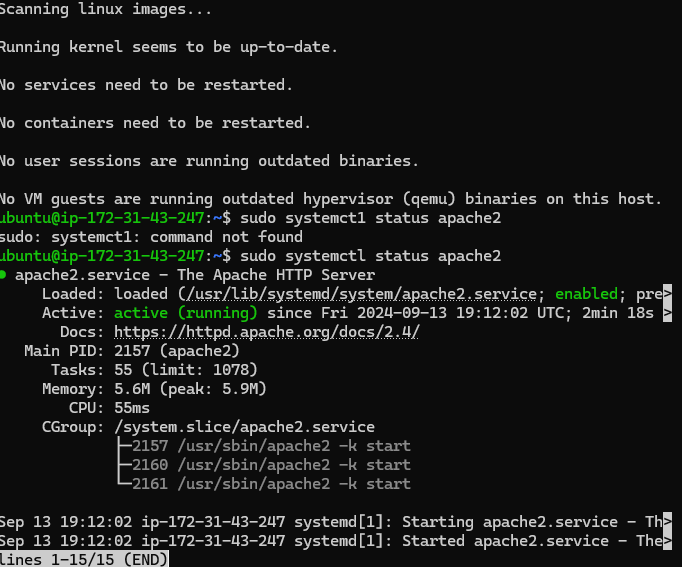 Scanning linux images...
Running kernel seems to be up-to-date.
No services need to be restarted.
No containers need to be restarted.
No user sessions are running outdated binaries.
No VM guests are running outdated hypervisor (qemu) binaries on this host.
ubuntu@ip-172-31-43-247:~$ sudo systemct1 status apache2
sudo: systemct1: command not found
ubuntu@ip-172-31-43-247:~$ sudo systemctl status apache2
● apache2.service - The Apache HTTP Server
Loaded: loaded (/usr/lib/systemd/system/apache2.service; enabled; pre>
Active: active (running) since Fri 2024-09-13 19:12:02 UTC; 2min 18s >
Docs: https://httpd.apache.org/docs/2.4/
Main PID: 2157 (apache2)
Tasks: 55 (limit: 1078)
Memory: 5.6M (peak: 5.9M)
CPU: 55ms
CGroup: /system.slice/apache2.service
├─2157 /usr/sbin/apache2 -k start
├─2160 /usr/sbin/apache2 -k start
└─2161 /usr/sbin/apache2 -k start
Sep 13 19:12:02 ip-172-31-43-247 systemd[1]: Starting apache2.service - Th>
Sep 13 19:12:02 ip-172-31-43-247 systemd[1]: Started apache2.service - The>
lines 1-15/15 (END)